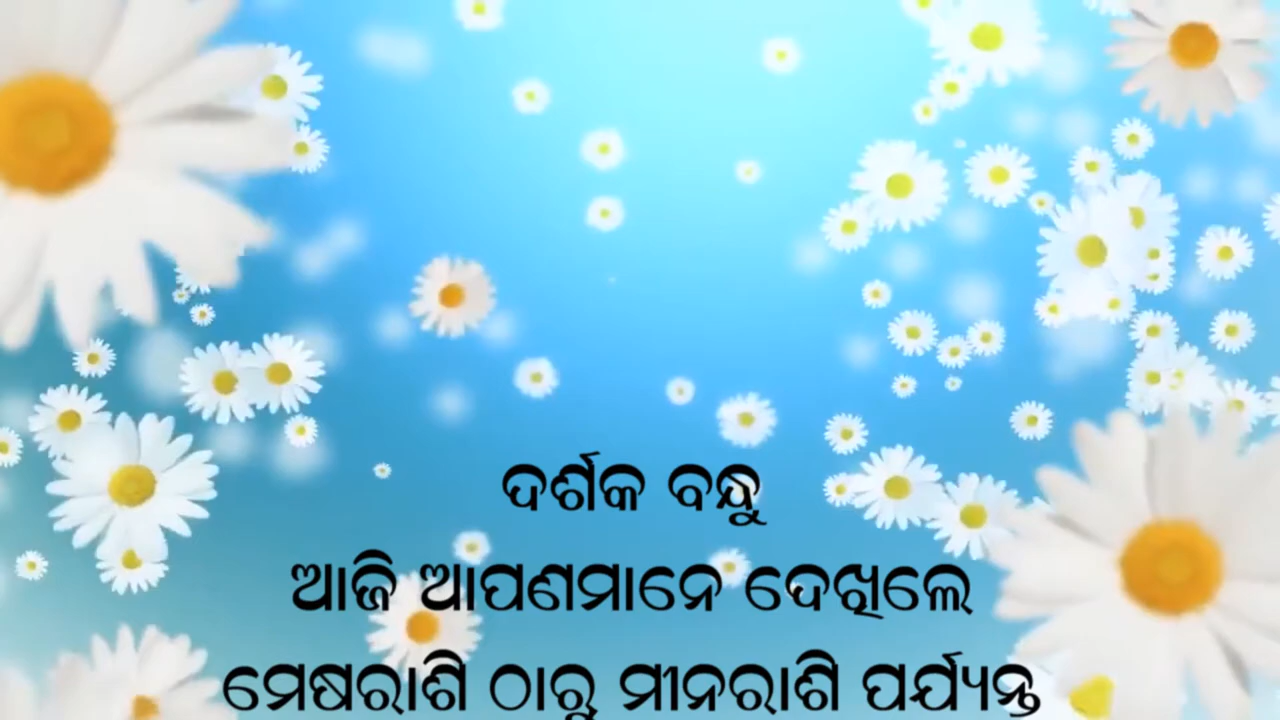 ଦର୍ଶକ ବନ୍ଧୁ
ଆଜି ଆପଣମାନେ ଦେଖିଲେ
ମେଷରାଶି ଠାରୁ ମୀନରାଶି ପର୍ଯ୍ୟନ୍ତ